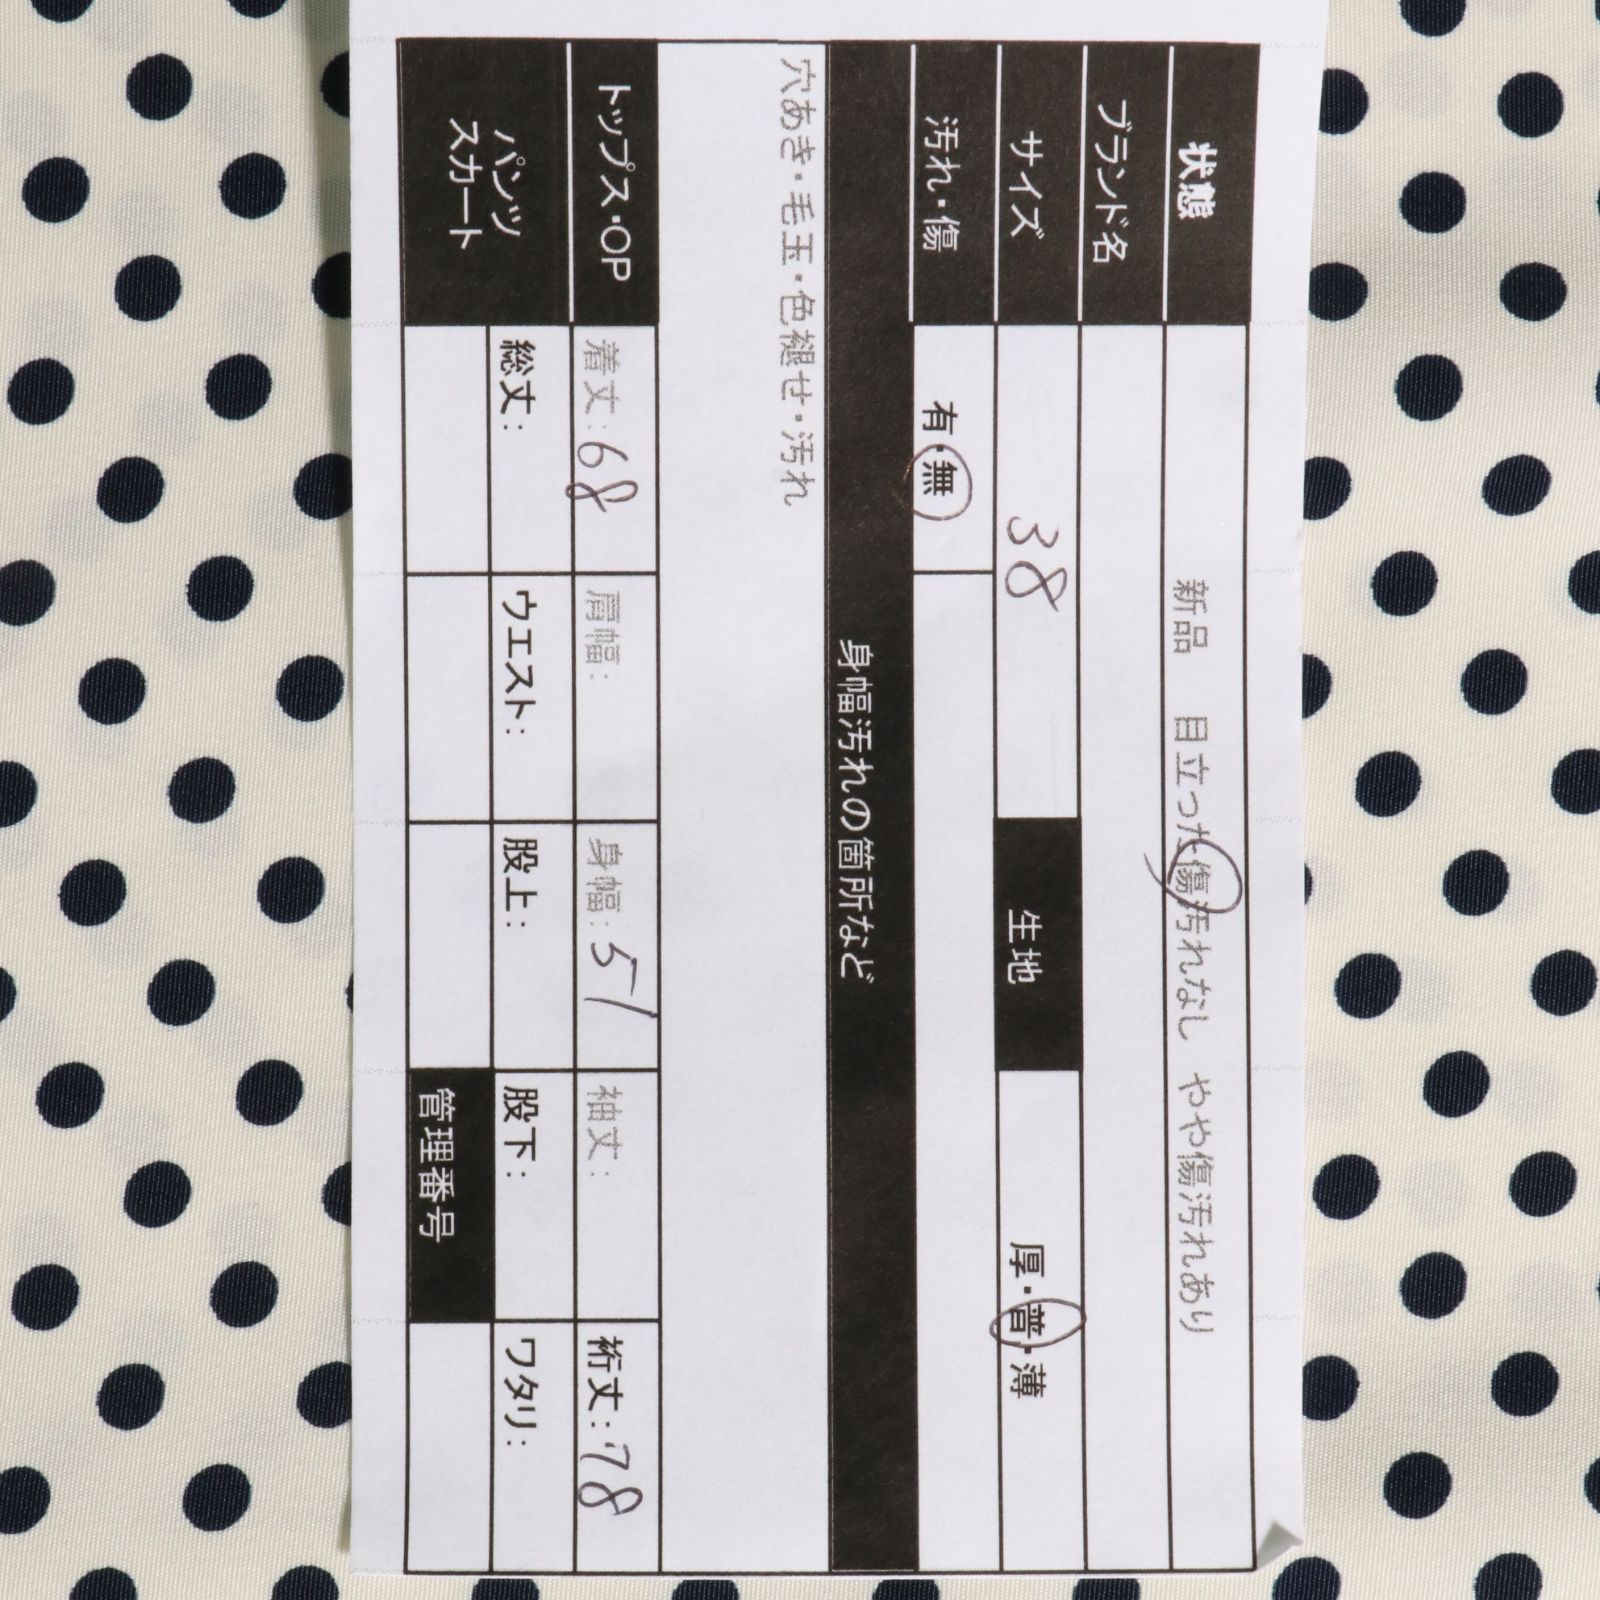 状態 新品 目立った傷汚れなし やや傷汚れあり
ブランド名
サイズ 38 生地 厚・普・薄
汚れ・傷 有・無
身幅汚れの箇所など
穴あき・毛玉・色褪せ・汚れ
トップス・OP 着丈:68 肩幅: 身幅:51 袖丈: 裄丈:78
パンツ 総丈: ウエスト: 股上: 股下: ワタリ:
スカート 管理番号